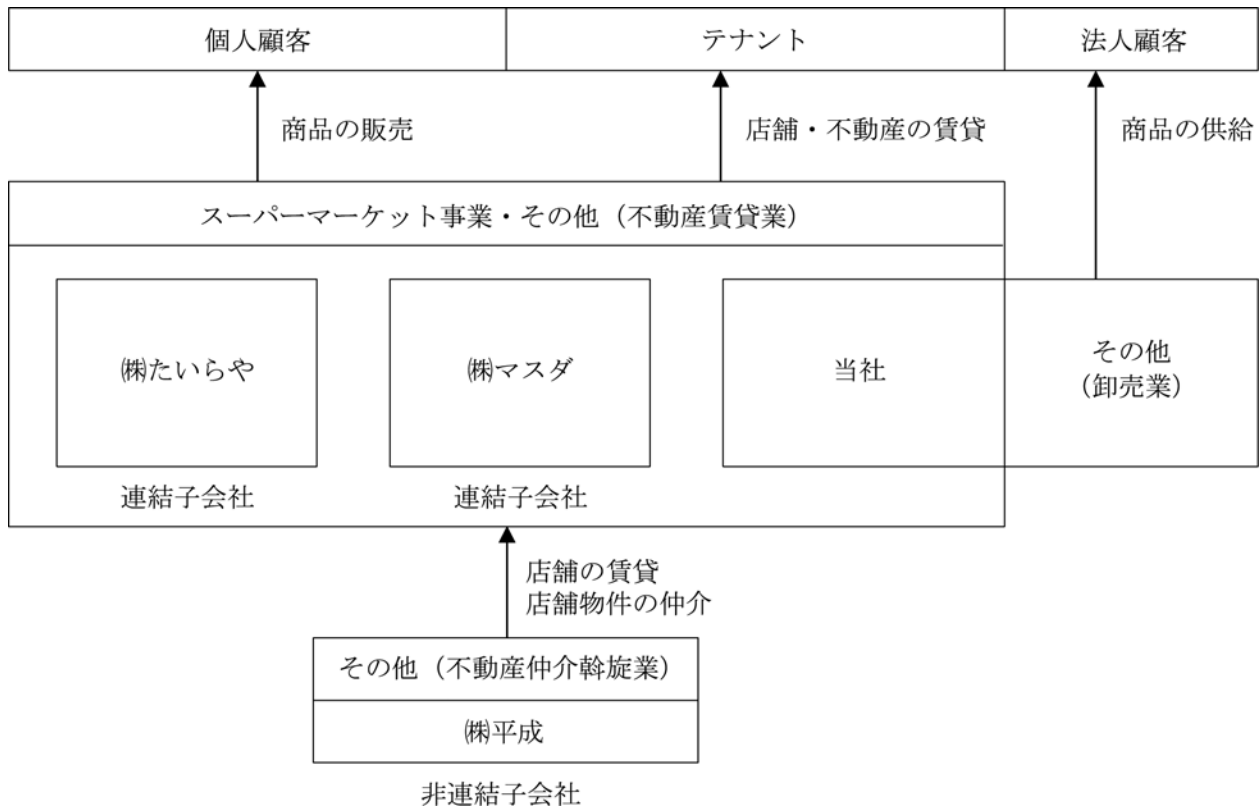 個人顧客
テナント
法人顧客
商品の販売
店舗・不動産の賃貸
商品の供給
スーパーマーケット事業・その他（不動産賃貸業）
㈱たいらや
㈱マスダ
当社
その他
（卸売業）
連結子会社
連結子会社
店舗の賃貸
店舗物件の仲介
その他（不動産仲介斡旋業）
㈱平成
非連結子会社